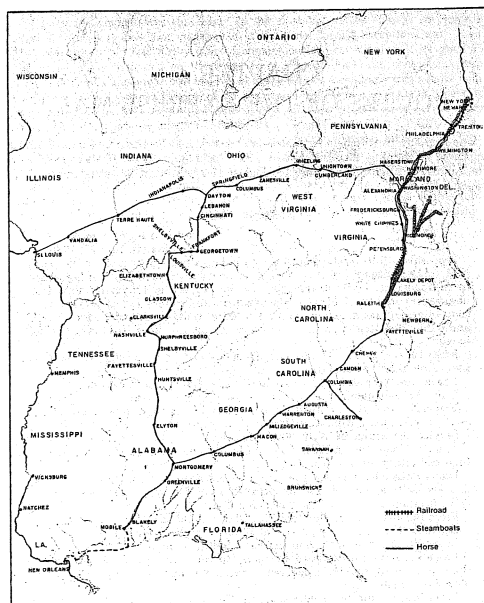 ONTARIO
NEW YORK
WISCONSIN
MICHIGAN
NEW YORK
NEWARK
TRENTON
PENNSYLVANIA
PHILADELPHIA
WILMINGTON
INDIANA
OHIO
WHEELING
UNIONTOWN
CUMBERLAND
HAGERSTOWN
BALTIMORE
MARYLAND
ILLINOIS
INDIANAPOLIS
SPRINGFIELD
COLUMBUS
ZANESVILLE
DAYTON
LEBANON
CINCINNATI
WEST
VIRGINIA
ALEXANDRIA
WASHINGTON
DEL.
FREDERICKSBURG
WHITE CHIMNEYS
VIRGINIA
RICHMOND
PETERSBURG
TERRE HAUTE
VANDALIA
ST LOUIS
SHELBYVILLE
FRANKFORT
GEORGETOWN
LOUISVILLE
ELIZABETHTOWN
KENTUCKY
GLASGOW
BLAKELY DEPOT
LOUISBURG
RALEIGH
NORTH
CAROLINA
NEWBERN
FAYETTEVILLE
CLARKSVILLE
NASHVILLE
MURPHREESBORO
SHELBYVILLE
TENNESSEE
FAYETTESVILLE
MEMPHIS
HUNTSVILLE
SOUTH
CAROLINA
CHERAW
CAMDEN
COLUMBIA
GEORGIA
AUGUSTA
WARRENTON
MILLEDGEVILLE
MACON
CHARLESTON
ELYTON
MISSISSIPPI
ALABAMA
COLUMBUS
SAVANNAH
MONTGOMERY
GREENVILLE
VICKSBURG
BRUNSWICK
NATCHEZ
MOBILE
BLAKELY
FLORIDA
TALLAHASSEE
LA.
NEW ORLEANS
Railroad
Steamboats
Horse